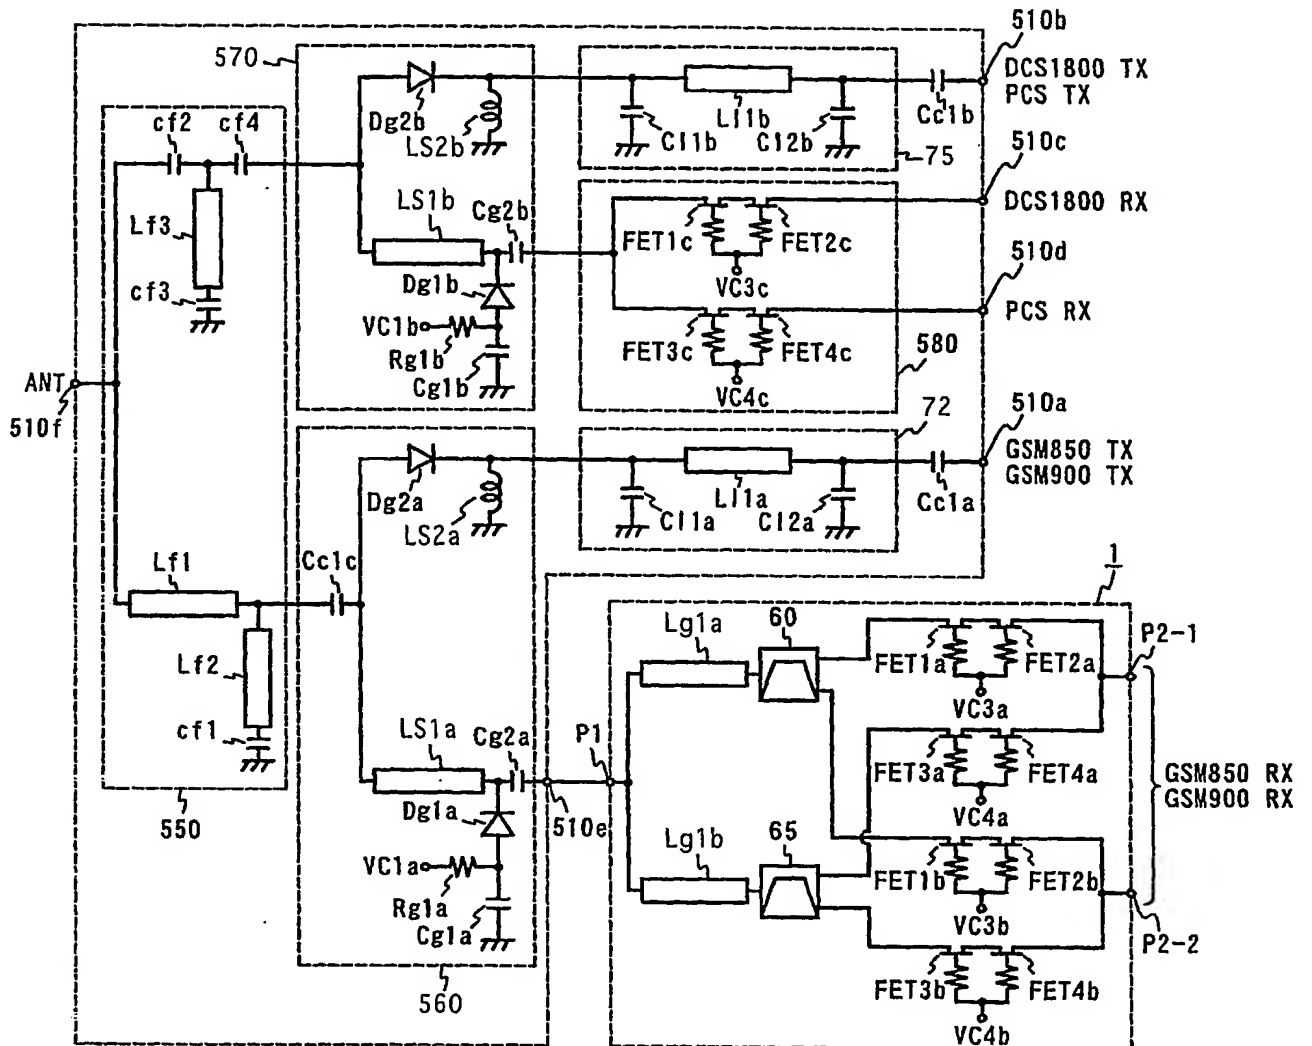 510b
570
DCS1800 TX
PCS TX
Dg2b
LS2b
Cl1b
Ll1b
Cl2b
Cc1b
cf2
cf4
75
510c
LS1b
Cg2b
DCS1800 RX
Lf3
FET1c
FET2c
510d
Dg1b
VC3c
cf3
VC1b
PCS RX
Rg1b
FET3c
FET4c
580
Cg1b
ANT
VC4c
510f
72
510a
GSM850 TX
GSM900 TX
Dg2a
LS2a
Cl1a
Ll1a
Cl2a
Cc1a
Lf1
Cc1c
1
Lg1a
60
P2-1
Lf2
FET1a
FET2a
VC3a
cf1
LS1a
Cg2a
P1
FET3a
FET4a
GSM850 RX
GSM900 RX
550
Dg1a
510e
VC4a
Lg1b
65
VC1a
FET1b
FET2b
Rg1a
VC3b
Cg1a
P2-2
FET3b
FET4b
560
VC4b